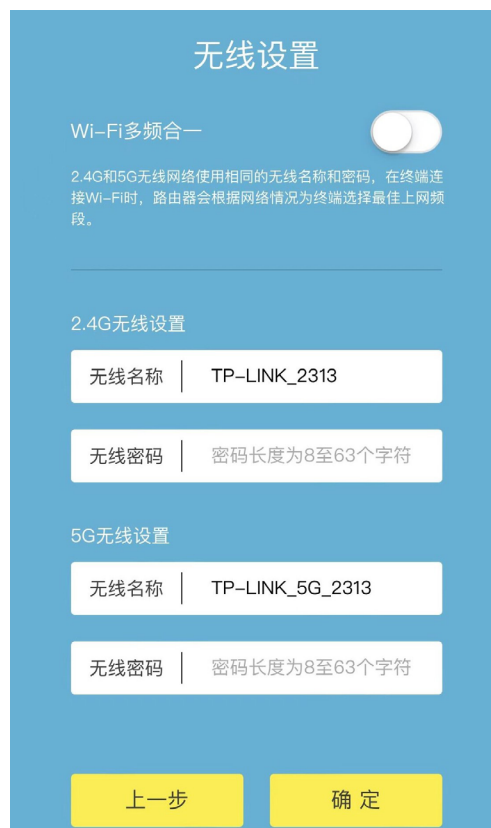 无线设置
Wi-Fi多频合一
2.4G和5G无线网络使用相同的无线名称和密码，在终端连
接Wi-Fi时，路由器会根据网络情况为终端选择最佳上网频
段。
2.4G无线设置
无线名称 TP-LINK_2313
无线密码 密码长度为8至63个字符
5G无线设置
无线名称 TP-LINK_5G_2313
无线密码 密码长度为8至63个字符
上一步 确定